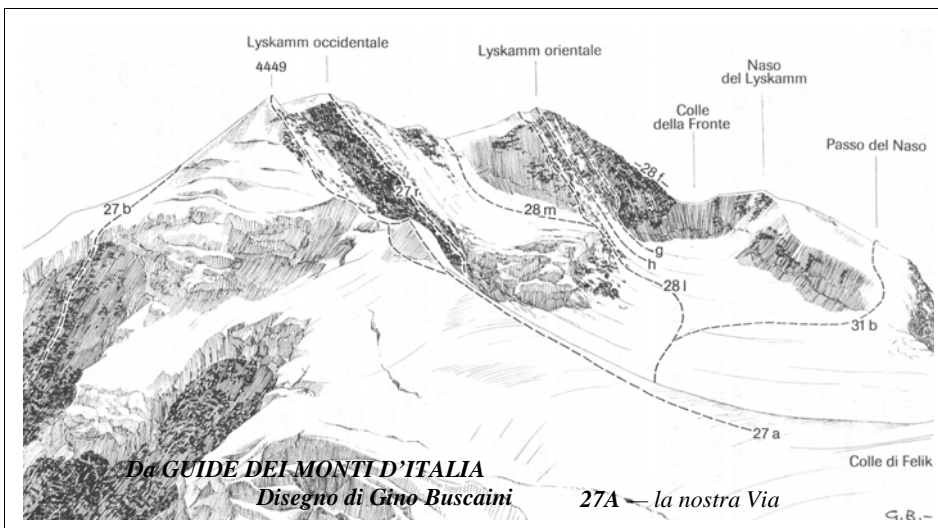 Lyskamm occidentale
4449
Lyskamm orientale
Naso
del Lyskamm
Colle
della Fronte
Passo del Naso
27 b
27 r
28 m
28 f
g
h
28 l
31 b
27 a
Colle di Felik
Da GUIDE DEI MONTI D'ITALIA
Disegno di Gino Buscaini
27A — la nostra Via
G.B.-